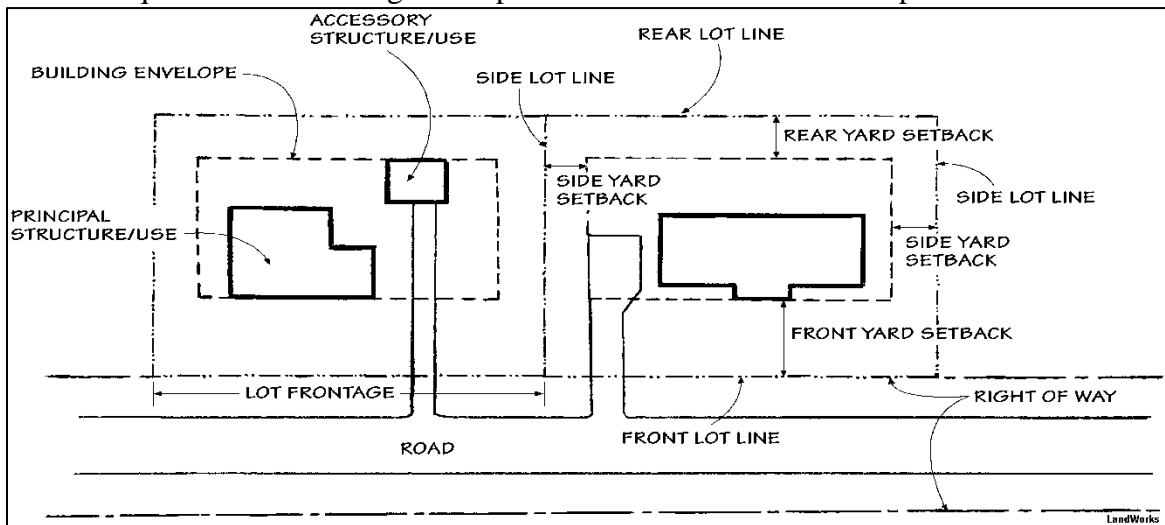 ACCESSORY
STRUCTURE/USE
REAR LOT LINE
BUILDING ENVELOPE
SIDE LOT LINE
REAR YARD SETBACK
SIDE YARD
SETBACK
SIDE LOT LINE
PRINCIPAL
STRUCTURE/USE
SIDE YARD
SETBACK
FRONT YARD SETBACK
LOT FRONTAGE
RIGHT OF WAY
FRONT LOT LINE
ROAD
LandWorks